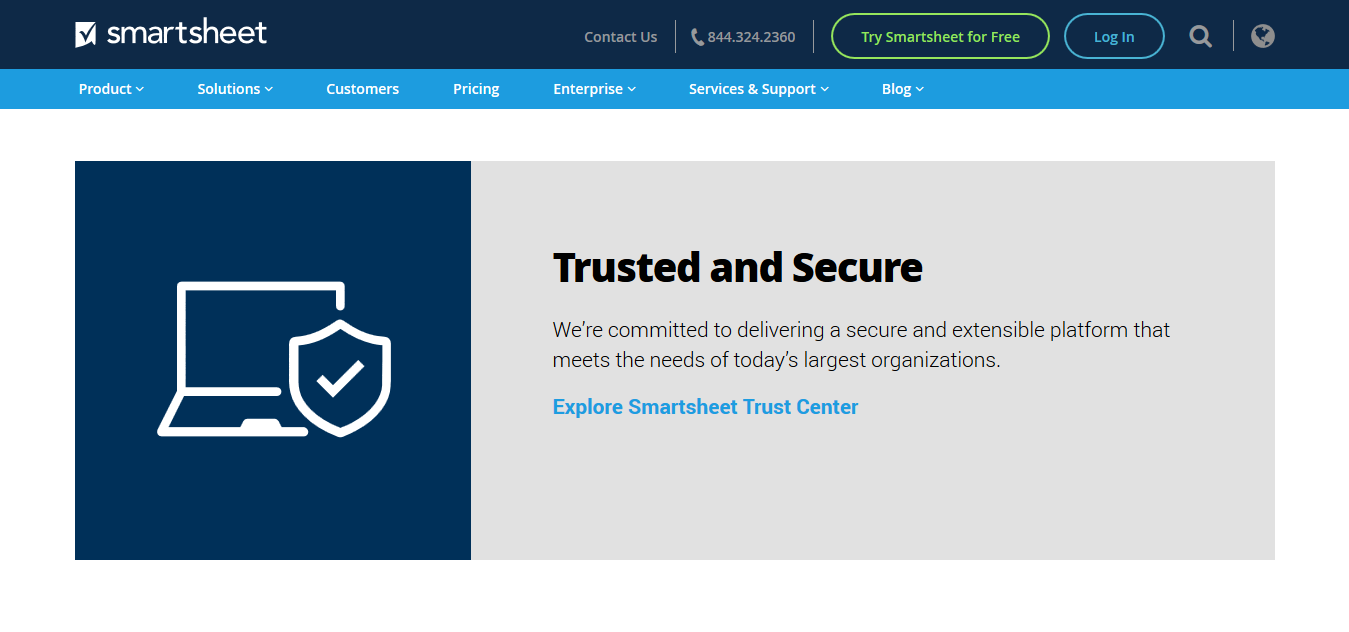 smartsheet
Contact Us
844.324.2360
Try Smartsheet for Free
Log In
Product
Solutions
Customers
Pricing
Enterprise
Services & Support
Blog
Trusted and Secure
We’re committed to delivering a secure and extensible platform that
meets the needs of today’s largest organizations.
Explore Smartsheet Trust Center